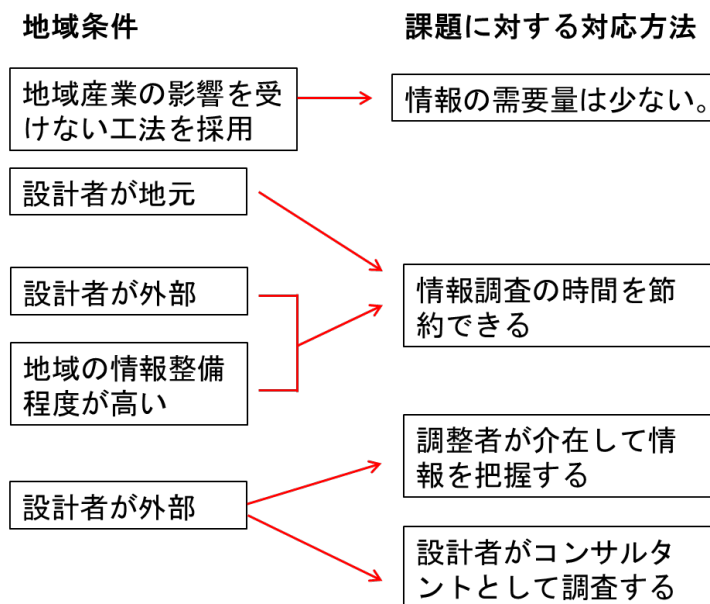 地域条件
課題に対する対応方法
地域産業の影響を受
けない工法を採用
情報の需要量は少ない。
設計者が地元
設計者が外部
情報調査の時間を節
約できる
地域の情報整備
程度が高い
調整者が介在して情
報を把握する
設計者が外部
設計者がコンサルタ
ントとして調査する